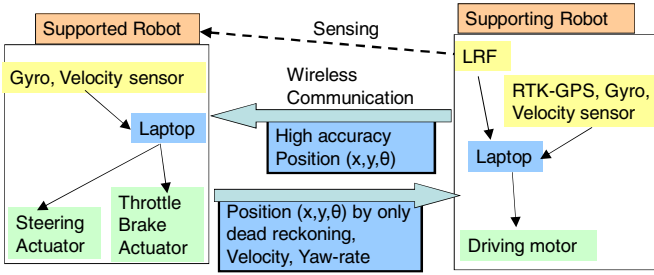 Supported Robot
Sensing
Supporting Robot
Gyro, Velocity sensor
Laptop
Steering
Actuator
Throttle
Brake
Actuator
Wireless
Communication
High accuracy
Position (x,y,θ)
Position (x,y,θ) by only
dead reckoning,
Velocity, Yaw-rate
LRF
RTK-GPS, Gyro,
Velocity sensor
Laptop
Driving motor